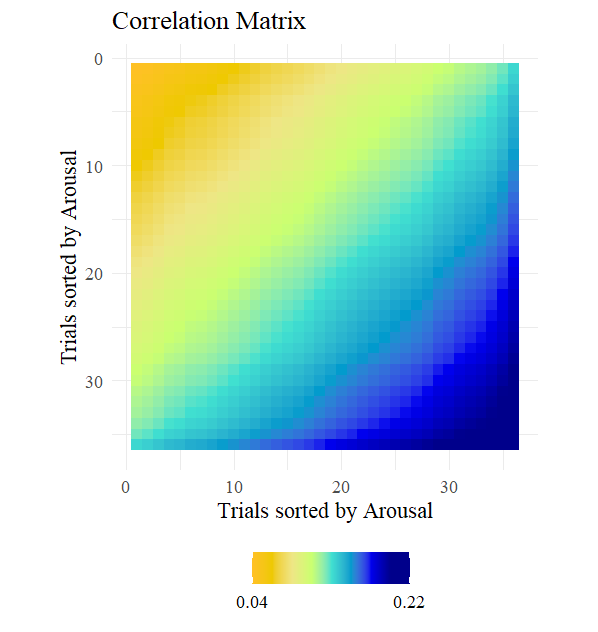 Correlation Matrix
0
10
20
30
Trials sorted by Arousal
0 10 20 30
Trials sorted by Arousal
0.04 0.22